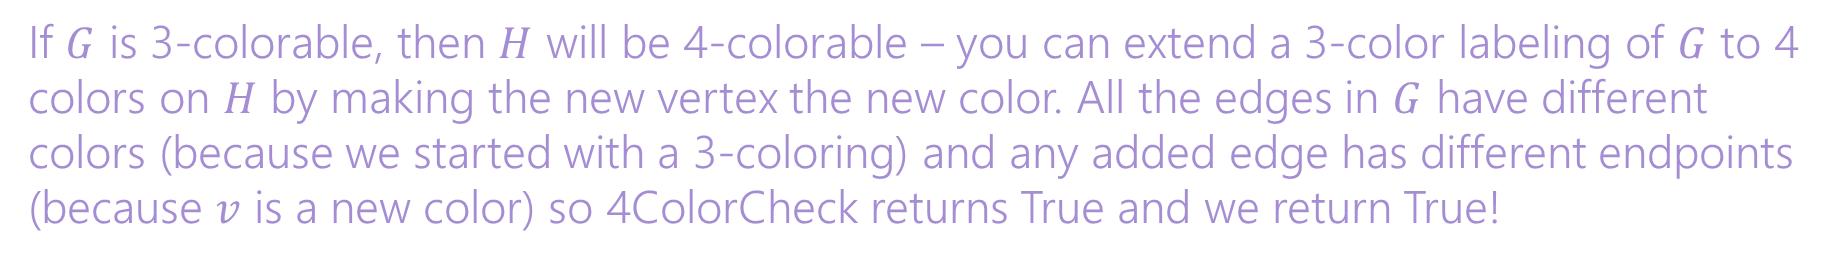 If G is 3-colorable, then H will be 4-colorable – you can extend a 3-color labeling of G to 4
colors on H by making the new vertex the new color. All the edges in G have different
colors (because we started with a 3-coloring) and any added edge has different endpoints
(because v is a new color) so 4ColorCheck returns True and we return True!